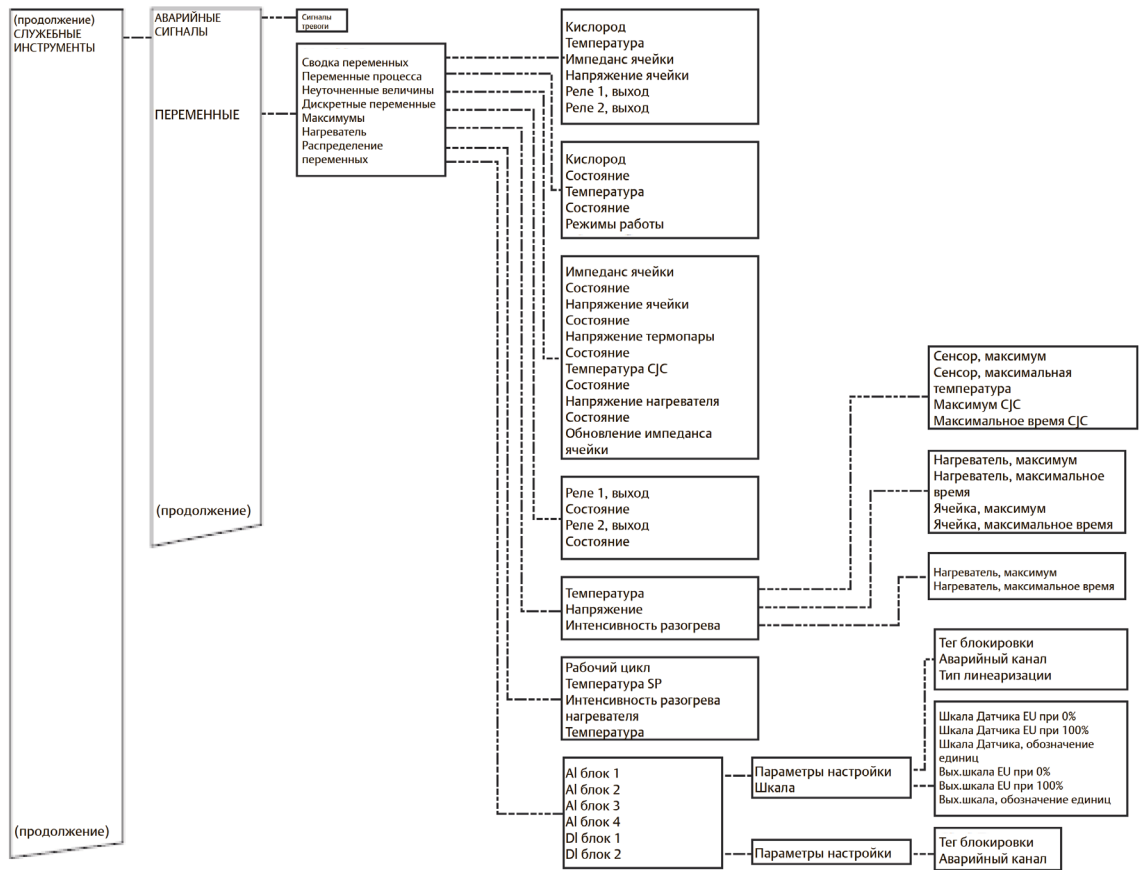 (продолжение)
СЛУЖЕБНЫЕ
ИНСТРУМЕНТЫ
(продолжение)
АВАРИЙНЫЕ
СИГНАЛЫ
ПЕРЕМЕННЫЕ
(продолжение)
Сигналы
тревоги
Сводка переменных
Переменные процесса
Неуточненные величины
Дискретные переменные
Максимумы
Нагреватель
Распределение
переменных
Кислород
Температура
Импеданс ячейки
Напряжение ячейки
Реле 1, выход
Реле 2, выход
Кислород
Состояние
Температура
Состояние
Режимы работы
Импеданс ячейки
Состояние
Напряжение ячейки
Состояние
Напряжение термопары
Состояние
Температура CJC
Состояние
Напряжение нагревателя
Состояние
Обновление импеданса
ячейки
Реле 1, выход
Состояние
Реле 2, выход
Состояние
Температура
Напряжение
Интенсивность разогрева
Рабочий цикл
Температура SP
Интенсивность разогрева
нагревателя
Температура
AI блок 1
AI блок 2
AI блок 3
AI блок 4
DI блок 1
DI блок 2
Параметры настройки
Шкала
Параметры настройки
Сенсор, максимум
Сенсор, максимальная
температура
Максимум CJC
Максимальное время CJC
Нагреватель, максимум
Нагреватель, максимальное
время
Ячейка, максимум
Ячейка, максимальное время
Нагреватель, максимум
Нагреватель, максимальное время
Тег блокировки
Аварийный канал
Тип линеаризации
Шкала Датчика EU при 0%
Шкала Датчика EU при 100%
Шкала Датчика, обозначение
единиц
Вых.шкала EU при 0%
Вых.шкала EU при 100%
Вых.шкала, обозначение единиц
Тег блокировки
Аварийный канал